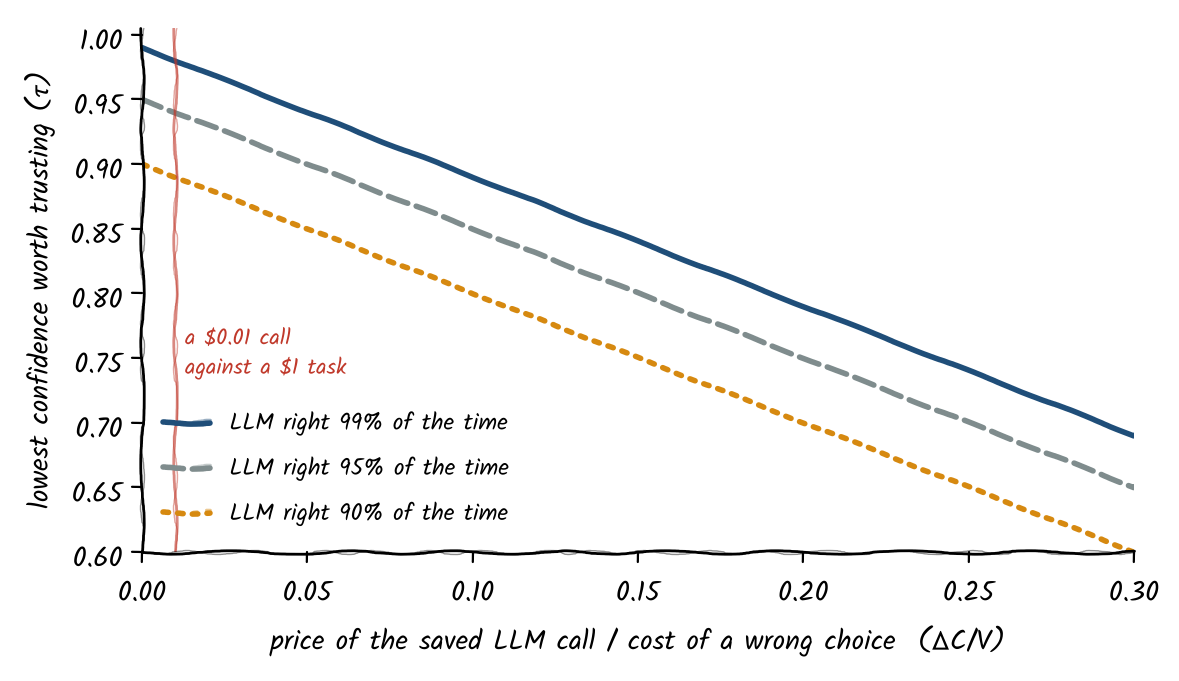 lowest confidence worth trusting (τ)
1.00
0.95
0.90
0.85
0.80
0.75
0.70
0.65
0.60
a $0.01 call
against a $1 task
LLM right 99% of the time
LLM right 95% of the time
LLM right 90% of the time
0.00 0.05 0.10 0.15 0.20 0.25 0.30
price of the saved LLM call / cost of a wrong choice (ΔC/V)